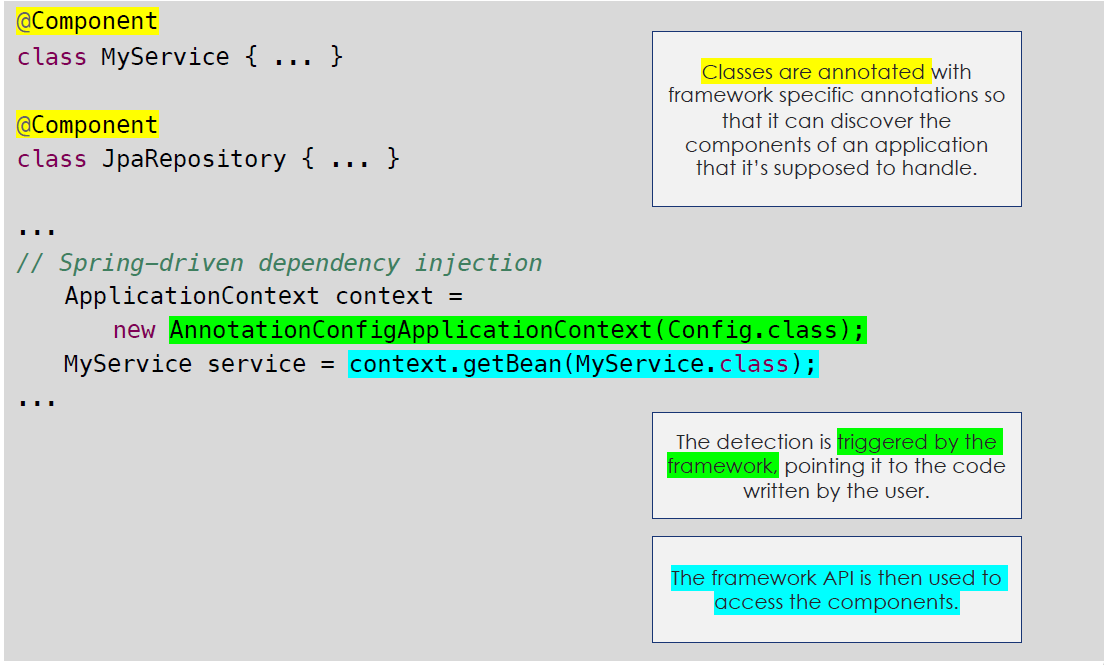 @Component
class MyService { ... }
@Component
class JpaRepository { ... }
...
// Spring-driven dependency injection
ApplicationContext context =
new AnnotationConfigApplicationContext(Config.class);
MyService service = context.getBean(MyService.class);
...
Classes are annotated with
framework specific annotations so
that it can discover the
components of an application
that it's supposed to handle.
The detection is triggered by the
framework, pointing it to the code
written by the user.
The framework API is then used to
access the components.